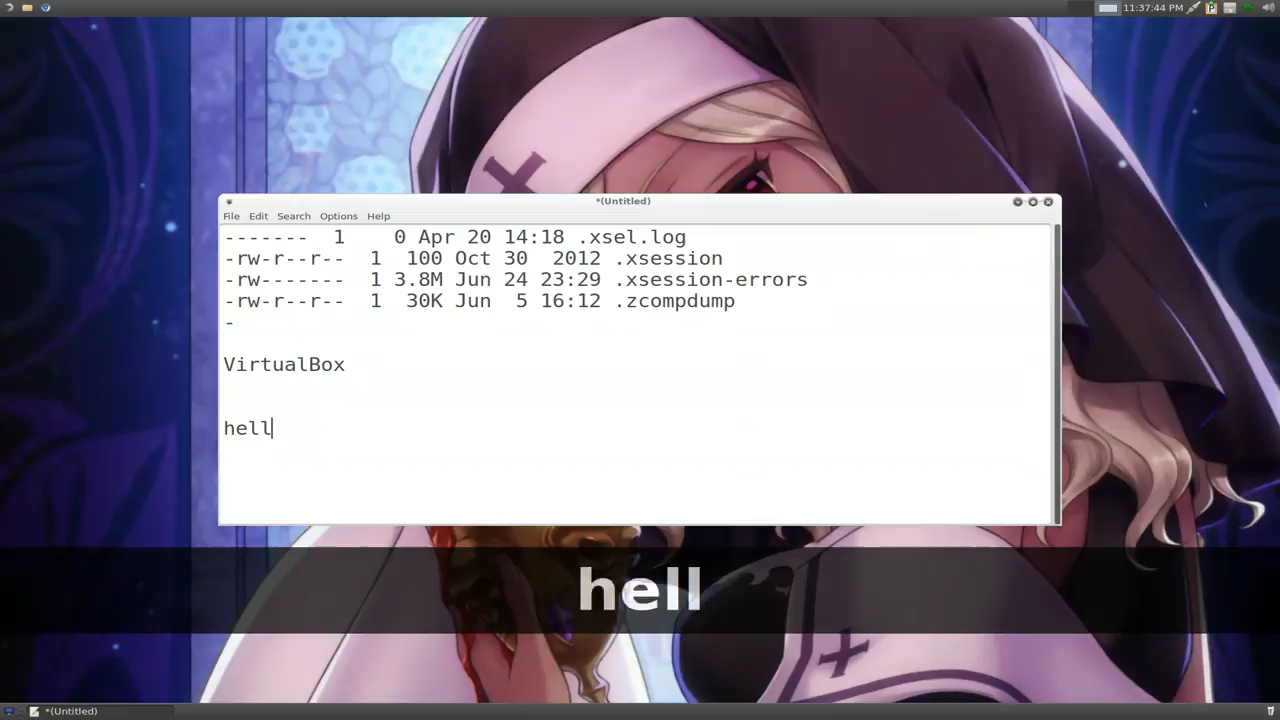 11:37:44 PM
*(Untitled)
File Edit Search Options Help
------- 1 0 Apr 20 14:18 .xsel.log
-rw-r--r-- 1 100 Oct 30 2012 .xsession
-rw------- 1 3.8M Jun 24 23:29 .xsession-errors
-rw-r--r-- 1 30K Jun 5 16:12 .zcompdump
-
VirtualBox
hell
hell
*(Untitled)